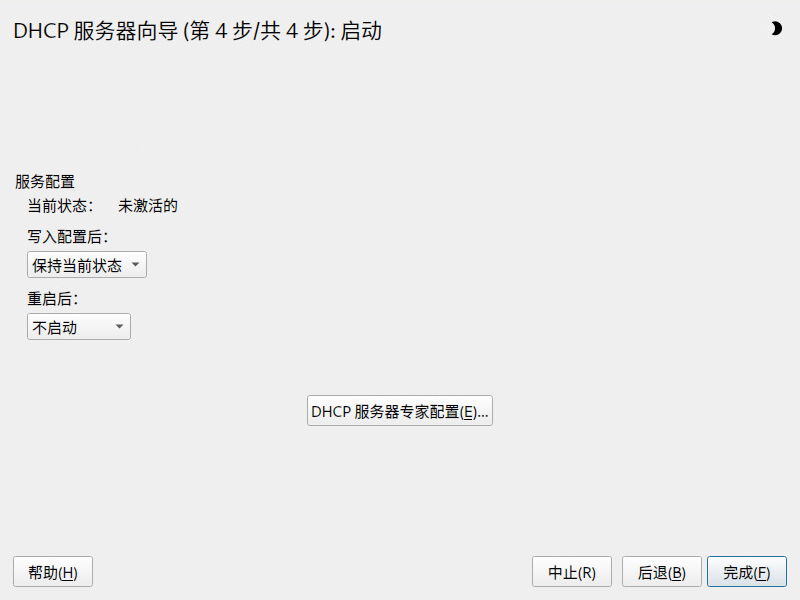 DHCP 服务器向导 (第 4 步/共 4 步): 启动
服务配置
当前状态： 未激活的
写入配置后：
保持当前状态
重启后：
不启动
DHCP 服务器专家配置(E)...
帮助(H) 中止(R) 后退(B) 完成(F)